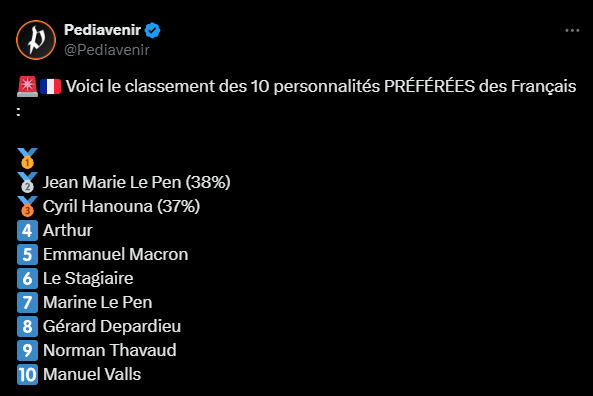 Pediavenir
@Pediavenir
🚨🇫🇷 Voici le classement des 10 personnalités PRÉFÉRÉES des Français
:
🥇
🥈 Jean Marie Le Pen (38%)
🥉 Cyril Hanouna (37%)
4️⃣ Arthur
5️⃣ Emmanuel Macron
6️⃣ Le Stagiaire
7️⃣ Marine Le Pen
8️⃣ Gérard Depardieu
9️⃣ Norman Thavaud
🔟 Manuel Valls